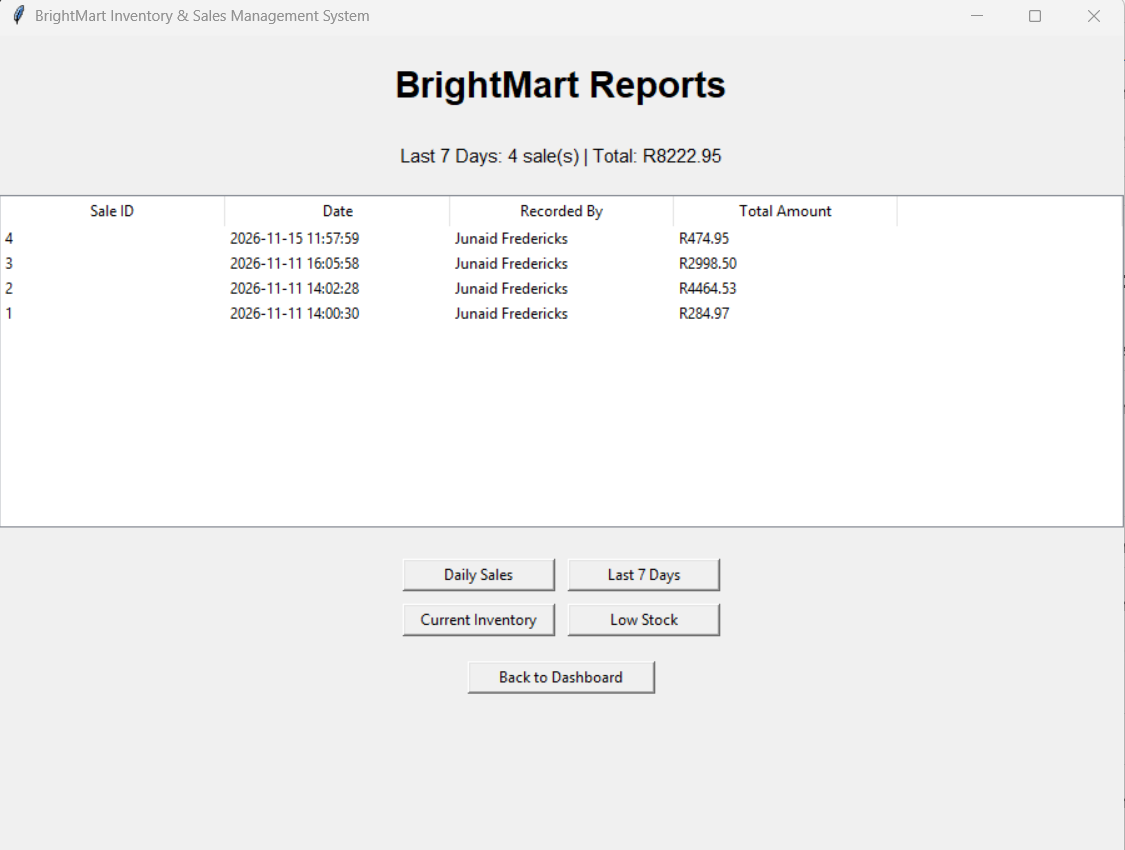 BrightMart Inventory & Sales Management System
BrightMart Reports
Last 7 Days: 4 sale(s) | Total: R8222.95
Sale ID Date Recorded By Total Amount
4 2026-11-15 11:57:59 Junaid Fredericks R474.95
3 2026-11-11 16:05:58 Junaid Fredericks R2998.50
2 2026-11-11 14:02:28 Junaid Fredericks R4464.53
1 2026-11-11 14:00:30 Junaid Fredericks R284.97
Daily Sales Last 7 Days
Current Inventory Low Stock
Back to Dashboard